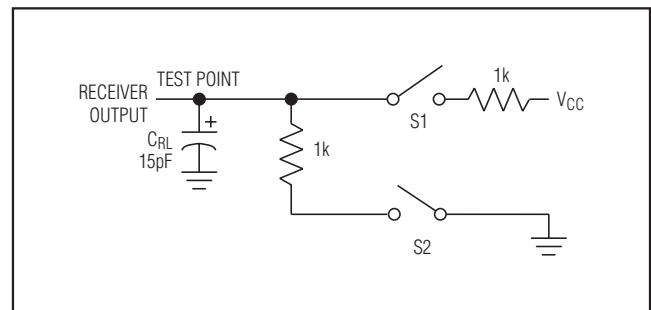 RECEIVER
OUTPUT
TEST POINT
+
C_RL
15pF
1k
S1
1k
V_CC
S2